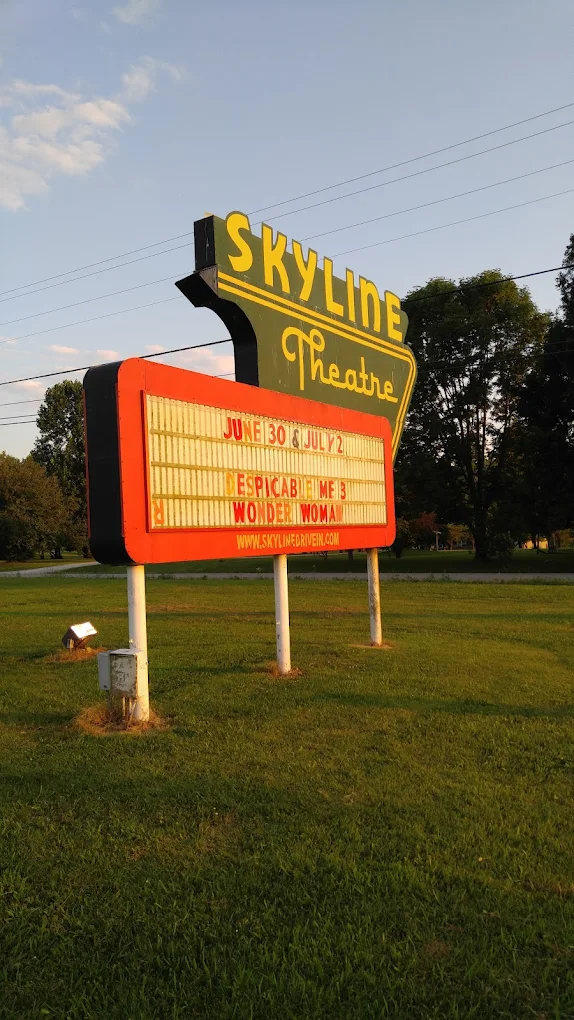 SKYLINE
Theatre
JUNE 30 & JULY 2
DESPICABLE ME 3
WONDER WOMAN
R
WWW.SKYLINEDRIVEIN.COM